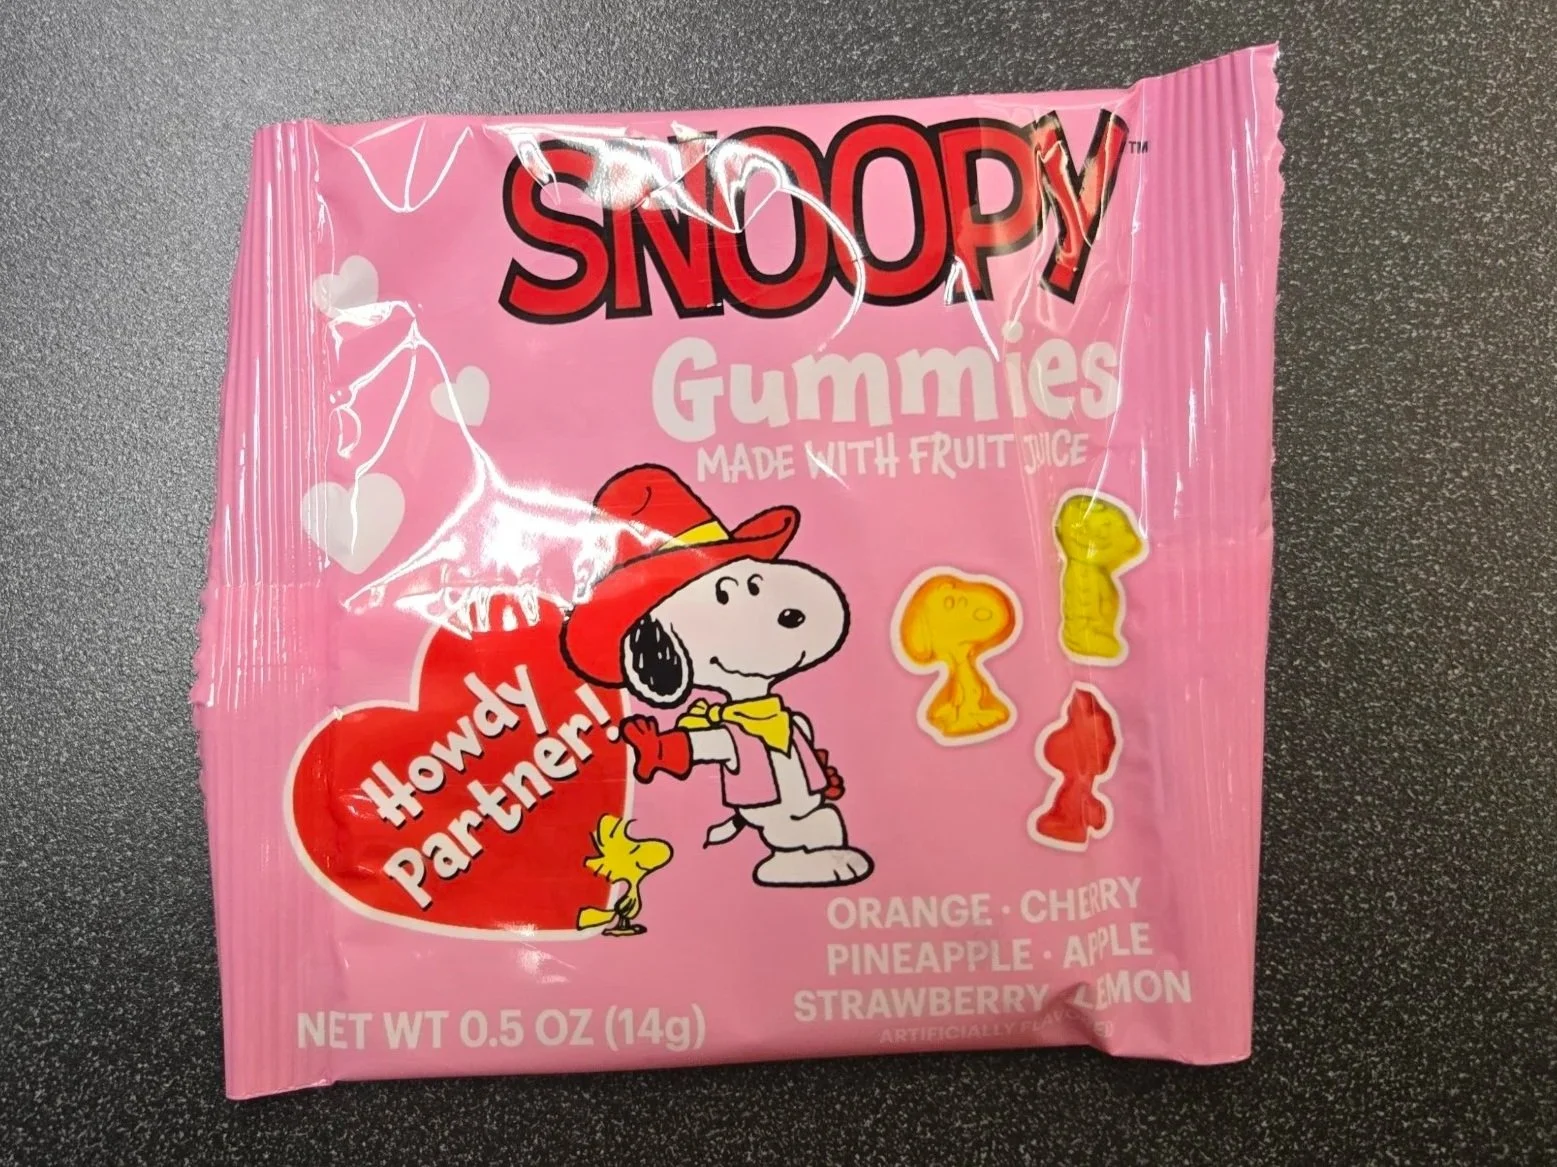 SNOOPY™
Gummies
MADE WITH FRUIT JUICE
Howdy
Partner!
ORANGE · CHERRY
PINEAPPLE · APPLE
STRAWBERRY LEMON
NET WT 0.5 OZ (14g)
ARTIFICIALLY